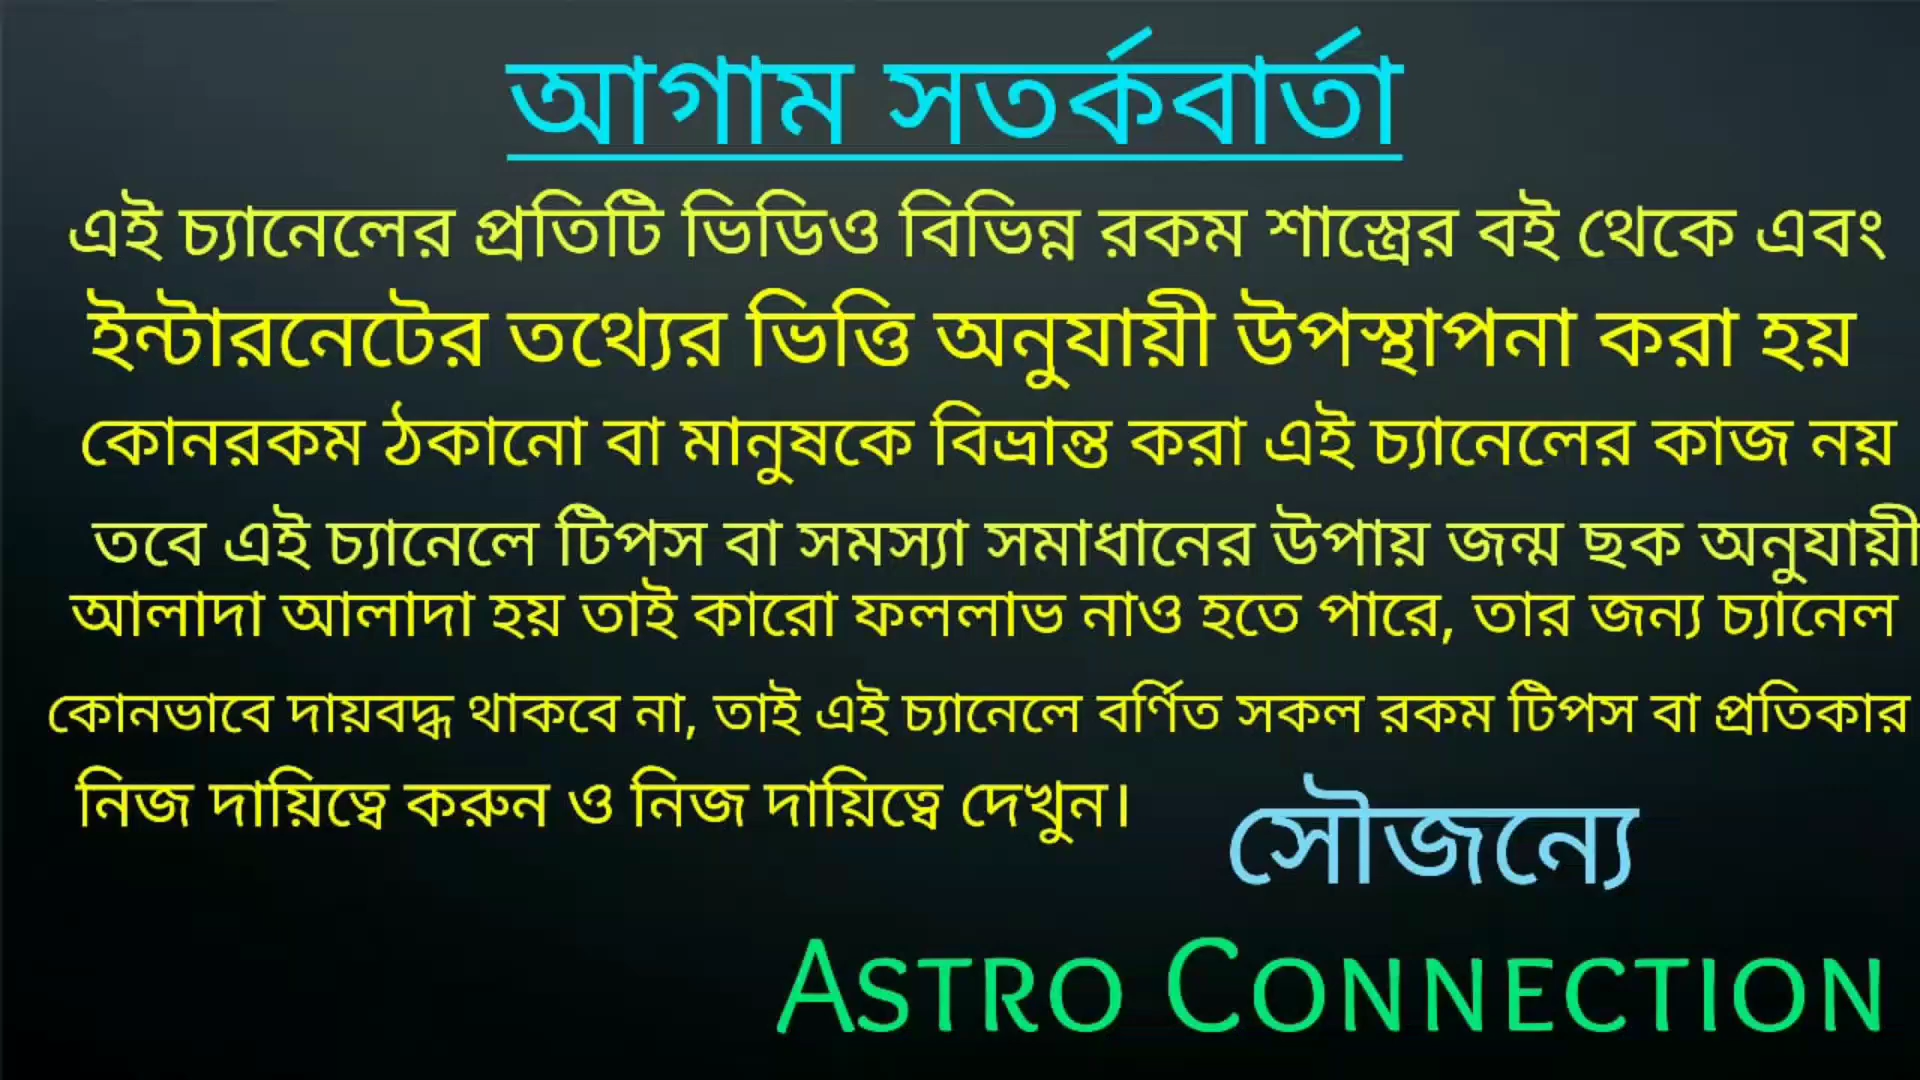 আগাম সতর্কবার্তা
এই চ্যানেলের প্রতিটি ভিডিও বিভিন্ন রকম শাস্ত্রের বই থেকে এবং
ইন্টারনেটের তথ্যের ভিত্তি অনুযায়ী উপস্থাপনা করা হয়
কোনরকম ঠকানো বা মানুষকে বিভ্রান্ত করা এই চ্যানেলের কাজ নয়
তবে এই চ্যানেলে টিপস বা সমস্যা সমাধানের উপায় জন্ম ছক অনুযায়ী
আলাদা আলাদা হয় তাই কারো ফললাভ নাও হতে পারে, তার জন্য চ্যানেল
কোনভাবে দায়বদ্ধ থাকবে না, তাই এই চ্যানেলে বর্ণিত সকল রকম টিপস বা প্রতিকার
নিজ দায়িত্বে করুন ও নিজ দায়িত্বে দেখুন।
সৌজন্যে
ASTRO CONNECTION